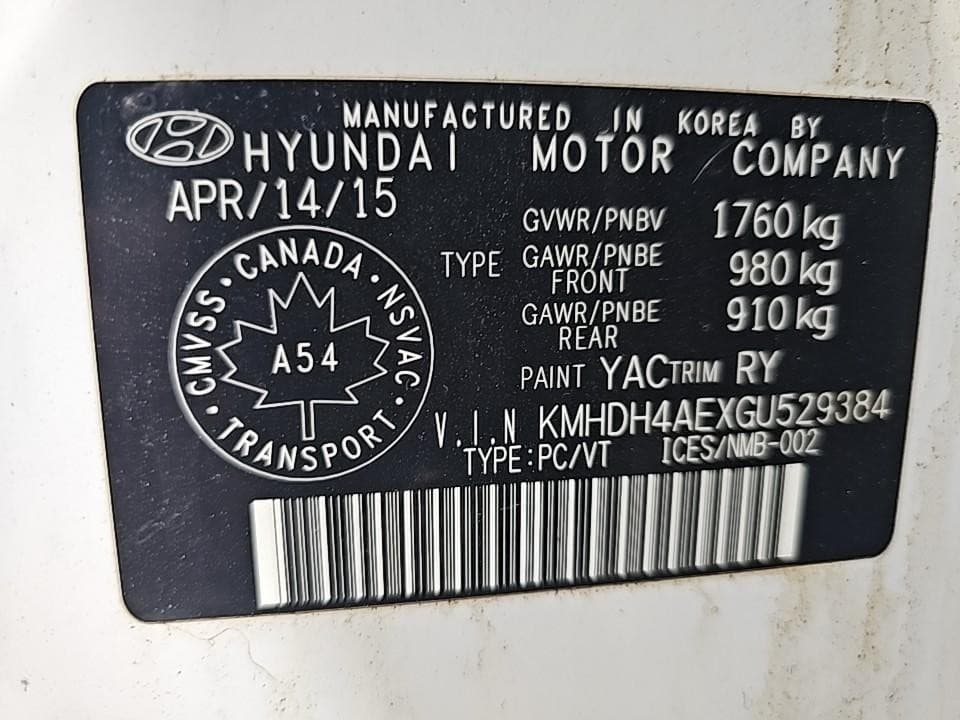 MANUFACTURED IN KOREA BY
HYUNDAI MOTOR COMPANY
APR/14/15
GVWR/PNBV 1760 kg
TYPE GAWR/PNBE FRONT 980 kg
GAWR/PNBE REAR 910 kg
PAINT YAC TRIM RY
V.I.N KMHDH4AEXGU529384
TYPE:PC/VT ICES/NMB-002
CANADA · NSVAC · TRANSPORT · CMVSS ·
A54